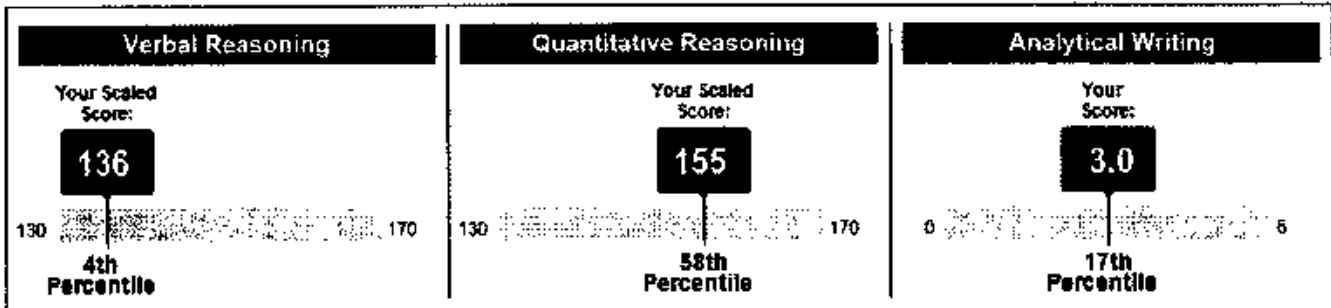 Verbal Reasoning
Your Scaled
Score:
136
130
170
4th
Percentile
Quantitative Reasoning
Your Scaled
Score:
155
130
170
58th
Percentile
Analytical Writing
Your
Score:
3.0
0
6
17th
Percentile